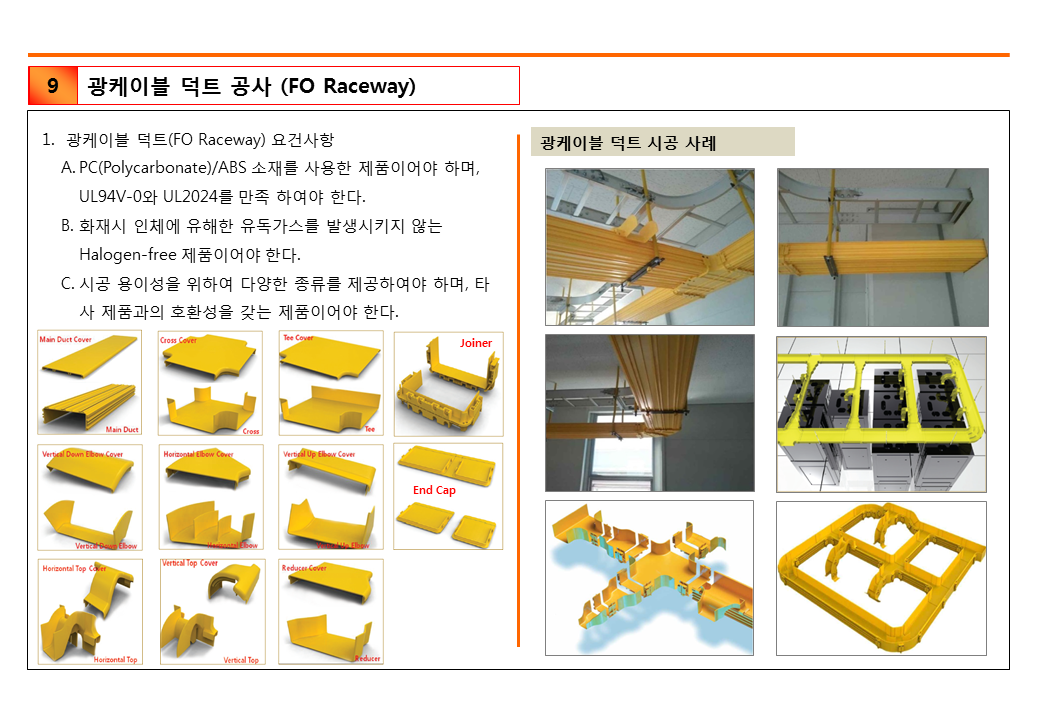 9
광케이블 덕트 공사 (FO Raceway)
1. 광케이블 덕트(FO Raceway) 요건사항
A. PC(Polycarbonate)/ABS 소재를 사용한 제품이어야 하며,
UL94V-0와 UL2024를 만족 하여야 한다.
B. 화재시 인체에 유해한 유독가스를 발생시키지 않는
Halogen-free 제품이어야 한다.
C. 시공 용이성을 위하여 다양한 종류를 제공하여야 하며, 타
사 제품과의 호환성을 갖는 제품이어야 한다.
Main Duct Cover
Main Duct
Cross Cover
Cross
Tee Cover
Tee
Joiner
Vertical Down Elbow Cover
Vertical Down Elbow
Horizontal Elbow Cover
Horizontal Elbow
Vertical Up Elbow Cover
Vertical Up Elbow
End Cap
Horizontal Top Cover
Horizontal Top
Vertical Top Cover
Vertical Top
Reducer Cover
Reducer
광케이블 덕트 시공 사례